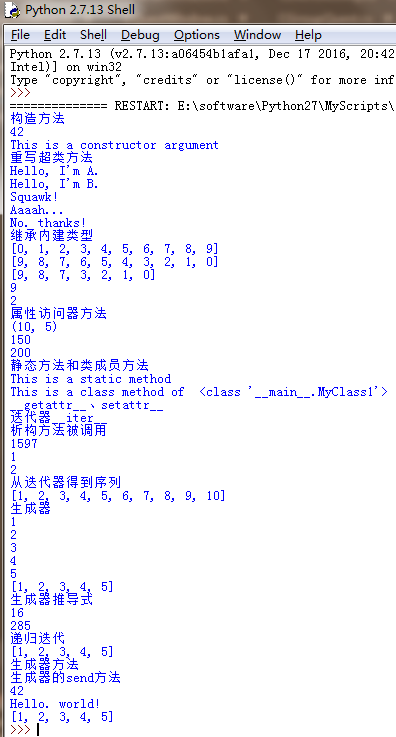 Python 2.7.13 Shell
File Edit Shell Debug Options Window Help
Python 2.7.13 (v2.7.13:a06454b1afa1, Dec 17 2016, 20:42
Intel)] on win32
Type "copyright", "credits" or "license()" for more inf
>>>
============== RESTART: E:\software\Python27\MyScripts\
构造方法
42
This is a constructor argument
重写超类方法
Hello, I'm A.
Hello, I'm B.
Squawk!
Aaaah...
No. thanks!
继承内建类型
[0, 1, 2, 3, 4, 5, 6, 7, 8, 9]
[9, 8, 7, 6, 5, 4, 3, 2, 1, 0]
[9, 8, 7, 3, 2, 1, 0]
9
2
属性访问器方法
(10, 5)
150
200
静态方法和类成员方法
This is a static method
This is a class method of  <class '__main__.MyClass1'>
__getattr__、setattr__
迭代器__iter__
析构方法被调用
1597
1
2
从迭代器得到序列
[1, 2, 3, 4, 5, 6, 7, 8, 9, 10]
生成器
1
2
3
4
5
[1, 2, 3, 4, 5]
生成器推导式
16
285
递归迭代
[1, 2, 3, 4, 5]
生成器方法
生成器的send方法
42
Hello. world!
[1, 2, 3, 4, 5]
>>>